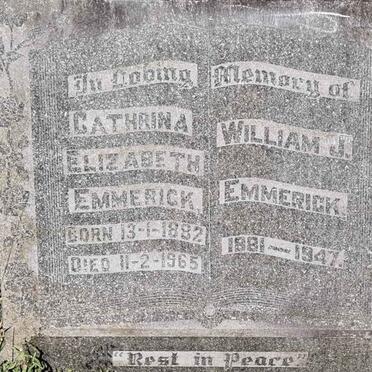 In Loving Memory of
CATHRINA
ELIZABETH
EMMERICK
BORN 13-1-1882
DIED 11-2-1965
WILLIAM J.
EMMERICK
1881 — 1947.
"Rest in Peace"